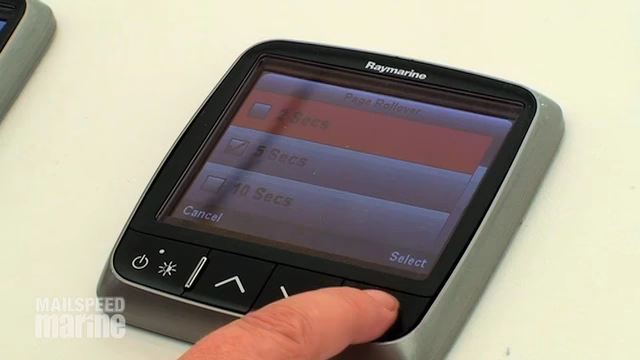 Raymarine
Page Rollover
2 Secs
5 Secs
10 Secs
Cancel
Select
MAILSPEED
marine